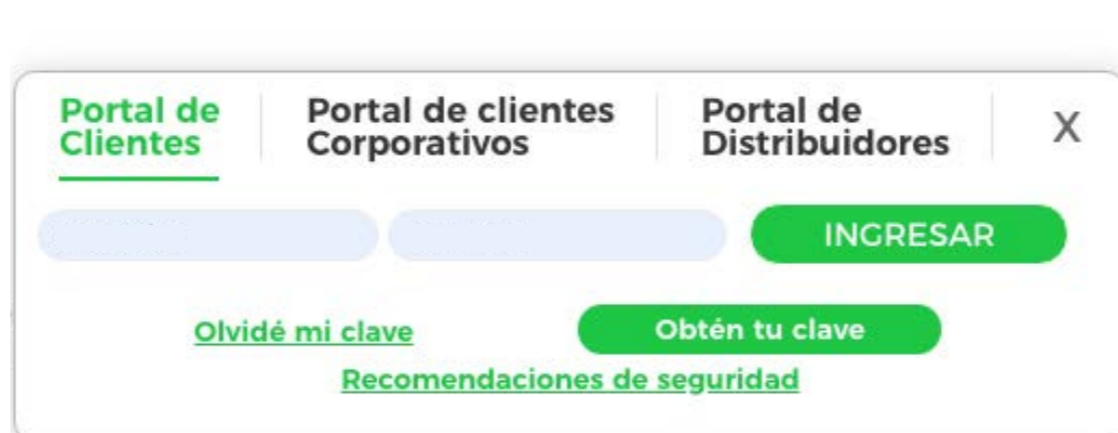 Portal de
Clientes
Portal de clientes
Corporativos
Portal de
Distribuidores
X
INGRESAR
Olvidé mi clave
Obtén tu clave
Recomendaciones de seguridad